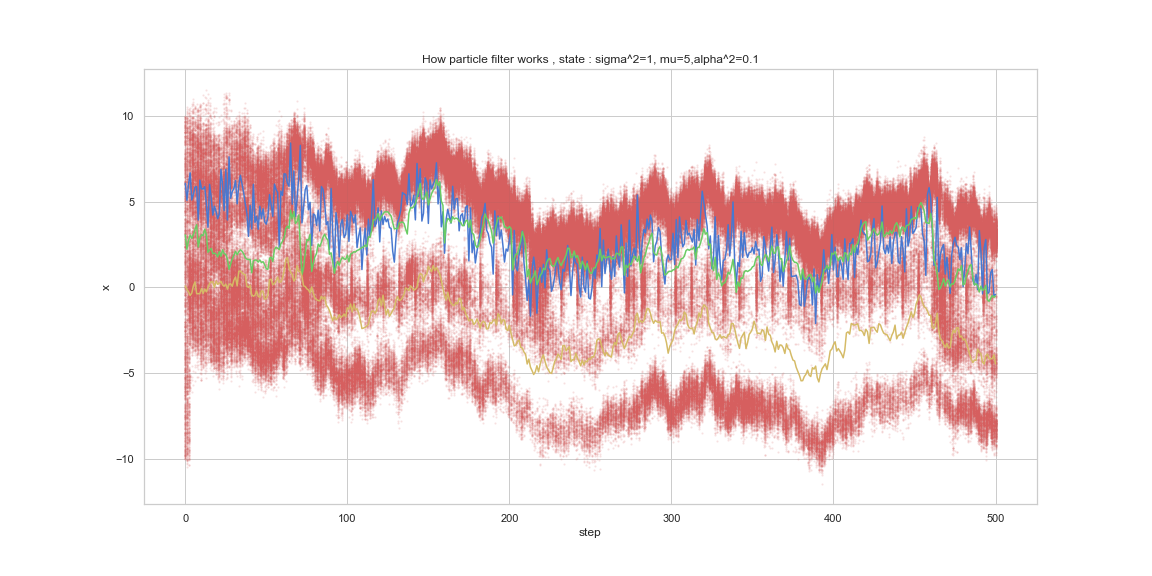 How particle filter works , state : sigma^2=1, mu=5,alpha^2=0.1
10
5
0
−5
−10
x
0 100 200 300 400 500
step